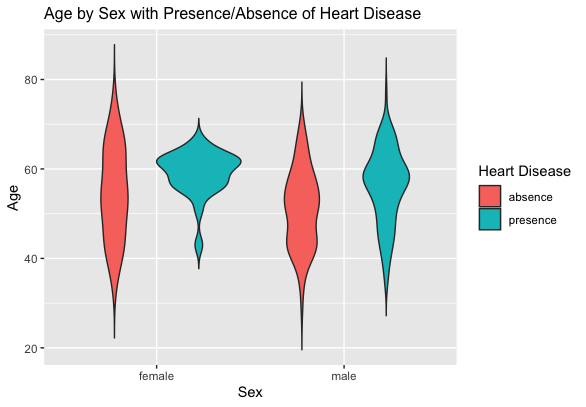 Age by Sex with Presence/Absence of Heart Disease
80
60
40
20
Age
female
male
Sex
Heart Disease
absence
presence